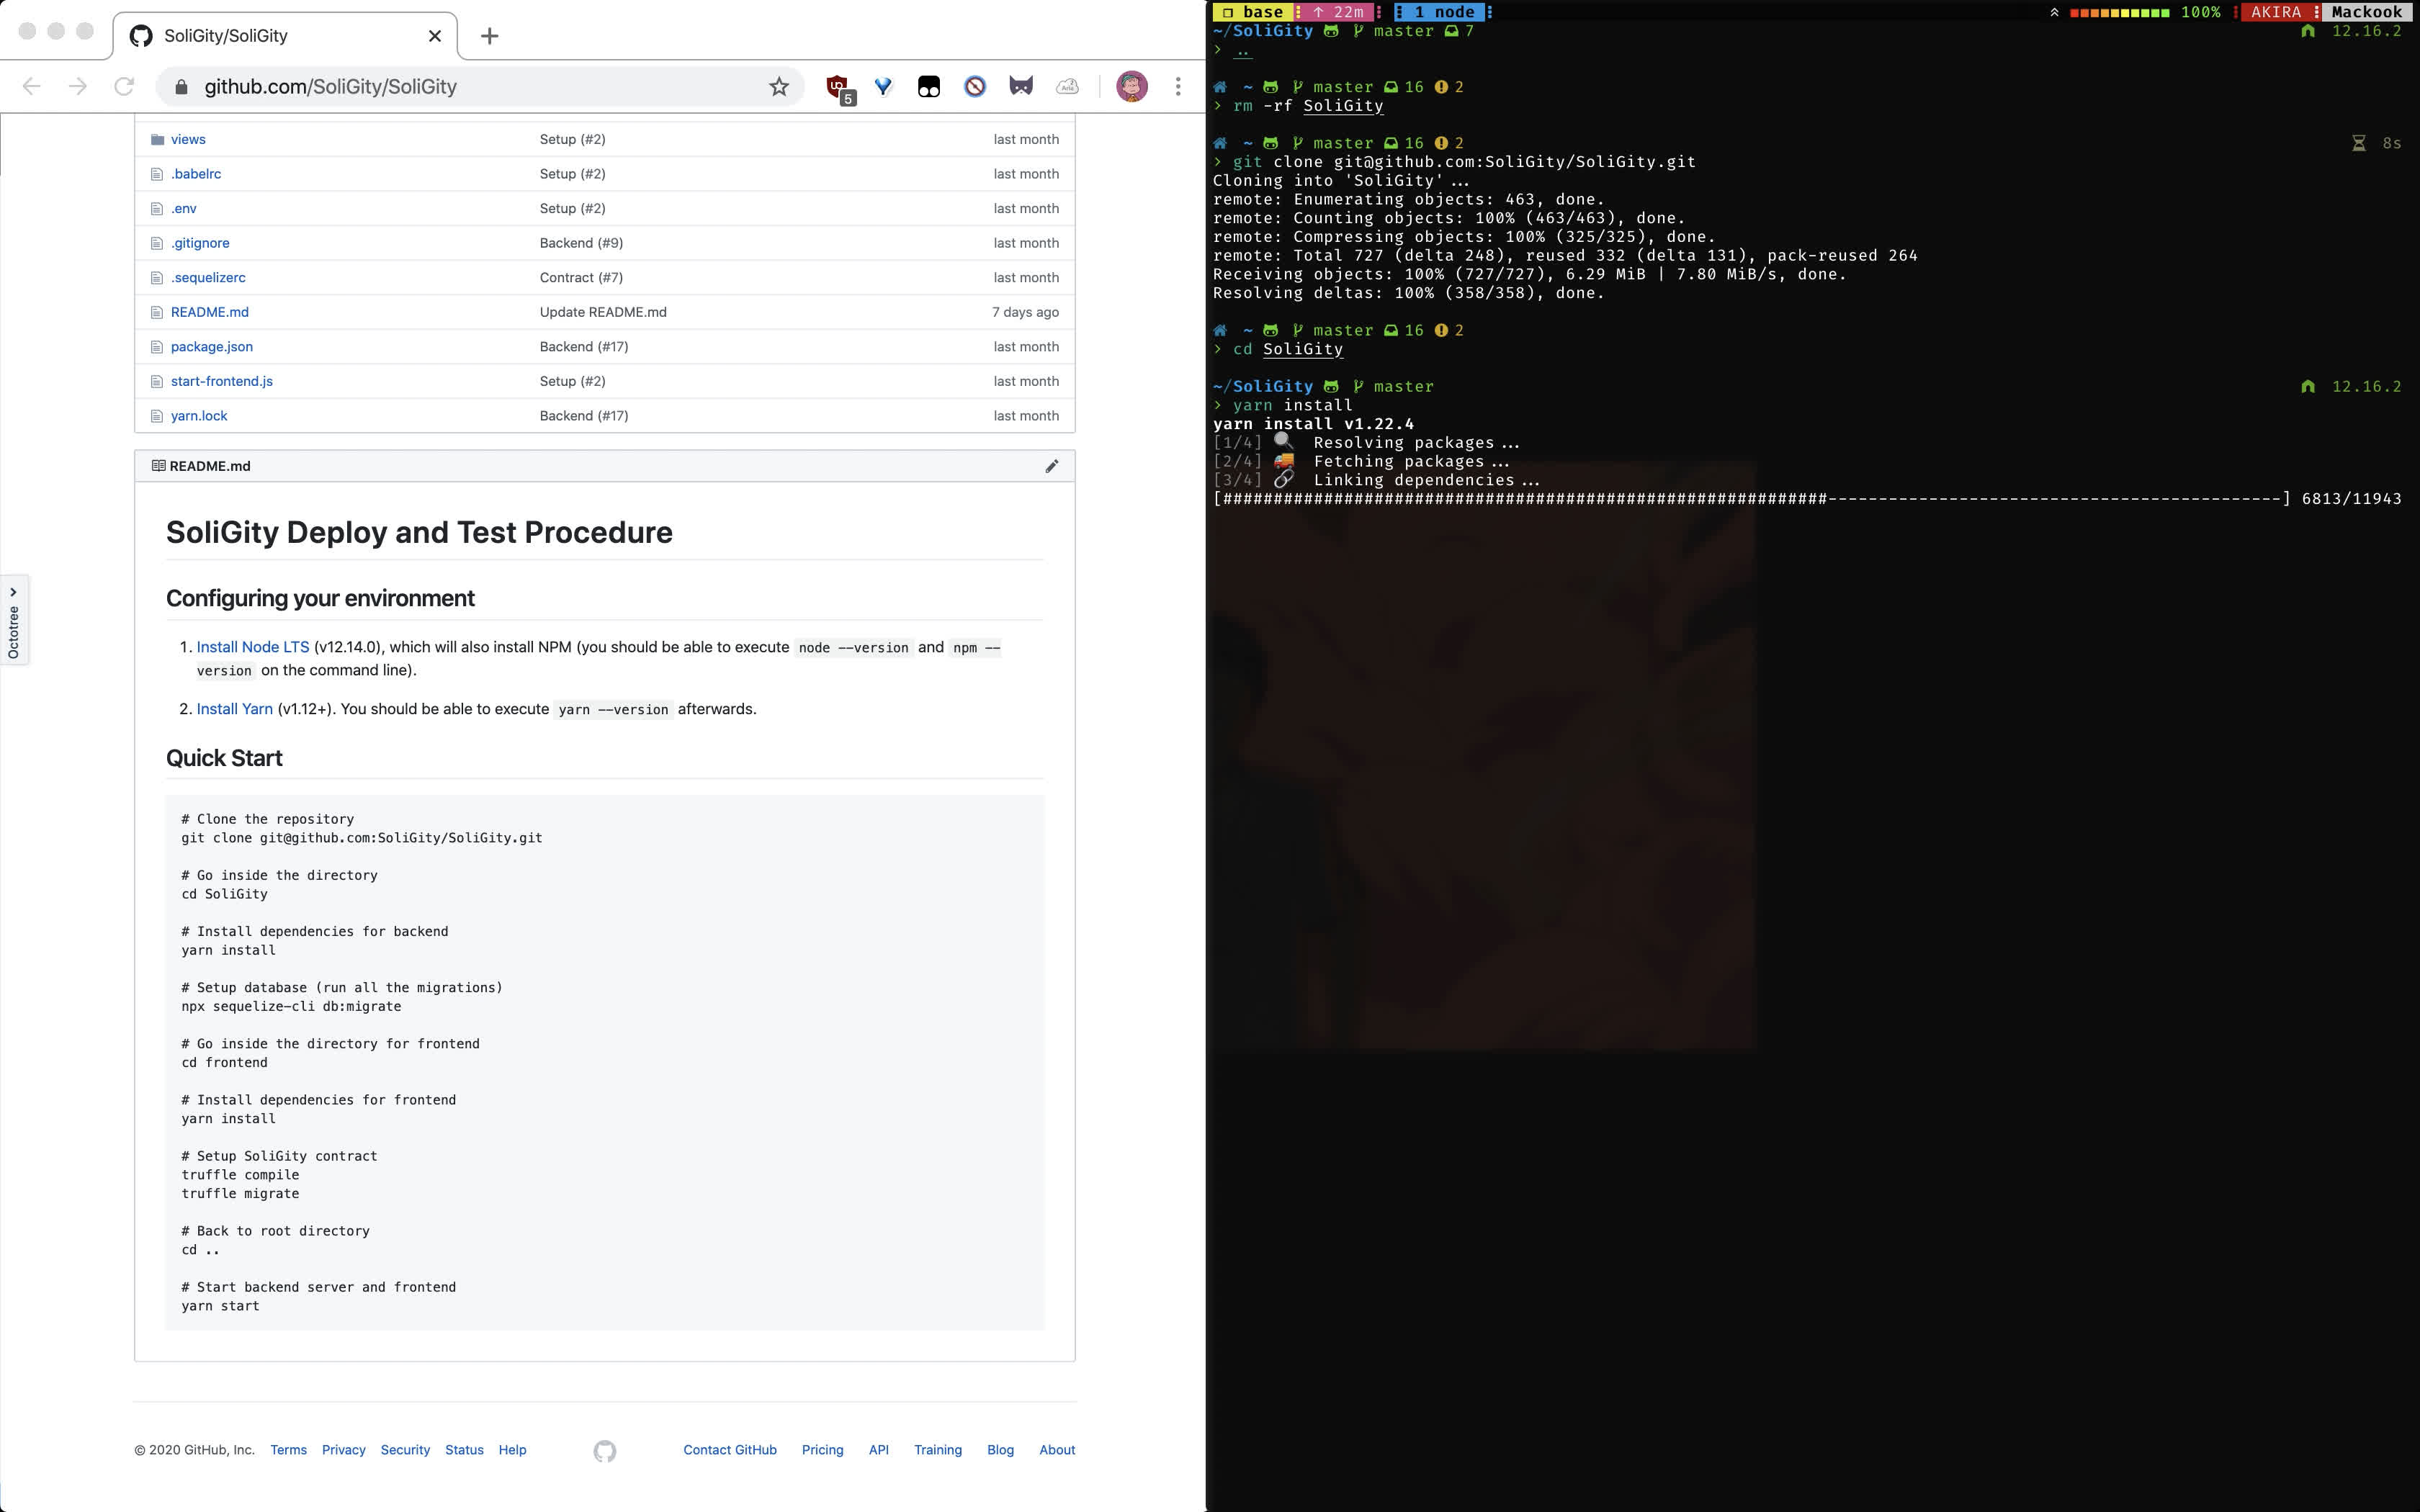 SoliGity/SoliGity
github.com/SoliGity/SoliGity
5
views Setup (#2) last month
.babelrc Setup (#2) last month
.env Setup (#2) last month
.gitignore Backend (#9) last month
.sequelizerc Contract (#7) last month
README.md Update README.md 7 days ago
package.json Backend (#17) last month
start-frontend.js Setup (#2) last month
yarn.lock Backend (#17) last month
README.md
Octotree
SoliGity Deploy and Test Procedure
Configuring your environment
1. Install Node LTS (v12.14.0), which will also install NPM (you should be able to execute node --version and npm --
version on the command line).
2. Install Yarn (v1.12+). You should be able to execute yarn --version afterwards.
Quick Start
# Clone the repository
git clone git@github.com:SoliGity/SoliGity.git
# Go inside the directory
cd SoliGity
# Install dependencies for backend
yarn install
# Setup database (run all the migrations)
npx sequelize-cli db:migrate
# Go inside the directory for frontend
cd frontend
# Install dependencies for frontend
yarn install
# Setup SoliGity contract
truffle compile
truffle migrate
# Back to root directory
cd ..
# Start backend server and frontend
yarn start
© 2020 GitHub, Inc. Terms Privacy Security Status Help Contact GitHub Pricing API Training Blog About
base ↑ 22m 1 node 100% AKIRA Mackook
~/SoliGity master 7 12.16.2
> ..
~ master 16 2
> rm -rf SoliGity
~ master 16 2 8s
> git clone git@github.com:SoliGity/SoliGity.git
Cloning into 'SoliGity'...
remote: Enumerating objects: 463, done.
remote: Counting objects: 100% (463/463), done.
remote: Compressing objects: 100% (325/325), done.
remote: Total 727 (delta 248), reused 332 (delta 131), pack-reused 264
Receiving objects: 100% (727/727), 6.29 MiB | 7.80 MiB/s, done.
Resolving deltas: 100% (358/358), done.
~ master 16 2
> cd SoliGity
~/SoliGity master 12.16.2
> yarn install
yarn install v1.22.4
[1/4] 🔍 Resolving packages...
[2/4] 🚚 Fetching packages...
[3/4] 🔗 Linking dependencies...
[############################################################---------------------------------------------] 6813/11943